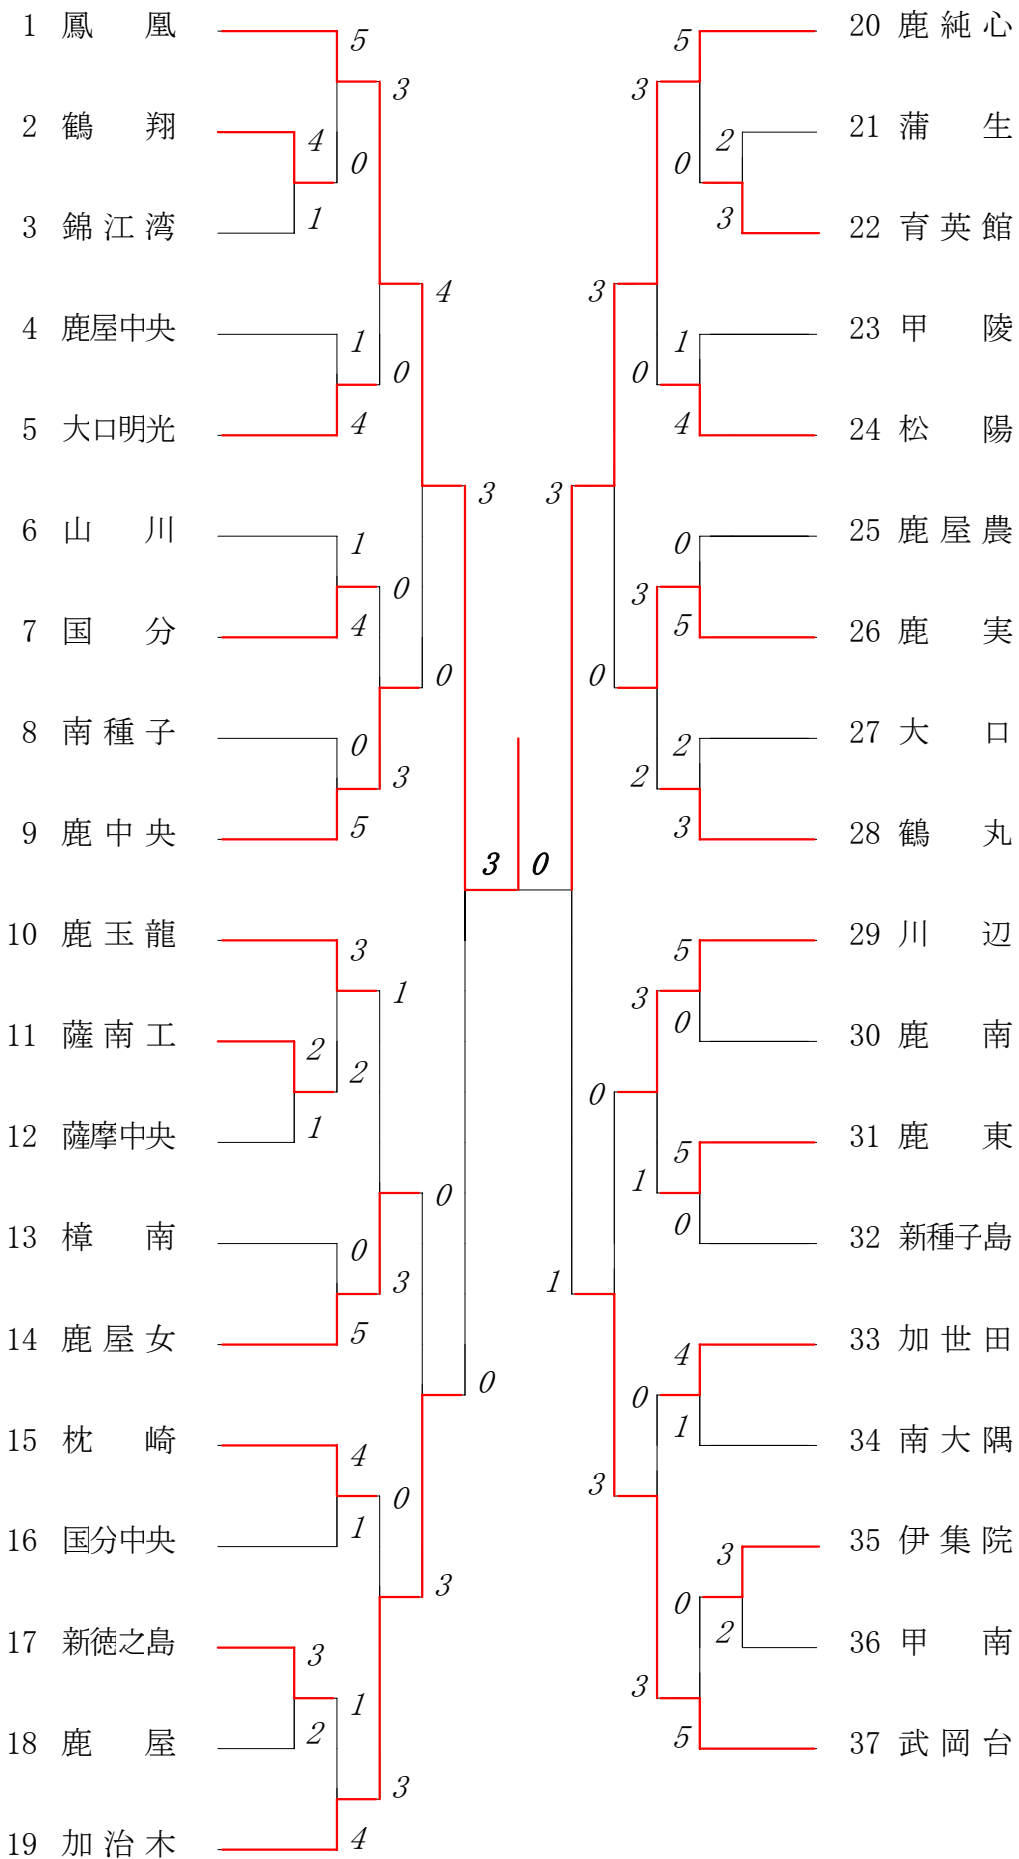 1 鳳凰
2 鶴翔
3 錦江湾
4 鹿屋中央
5 大口明光
6 山川
7 国分
8 南種子
9 鹿中央
10 鹿玉龍
11 薩南工
12 薩摩中央
13 樟南
14 鹿屋女
15 枕崎
16 国分中央
17 新徳之島
18 鹿屋
19 加治木
5
3
4
0
1
4
1
0
4
3
1
0
4
0
0
3
5
3
1
2
2
1
0
0
3
5
0
4
0
1
3
3
1
2
3
4
3 0
5
3
2
0
3
3
1
0
4
3
0
3
5
0
2
2
3
5
3
0
0
5
1
0
1
4
0
1
3
3
0
2
3
5
20 鹿純心
21 蒲生
22 育英館
23 甲陵
24 松陽
25 鹿屋農
26 鹿実
27 大口
28 鶴丸
29 川辺
30 鹿南
31 鹿東
32 新種子島
33 加世田
34 南大隅
35 伊集院
36 甲南
37 武岡台